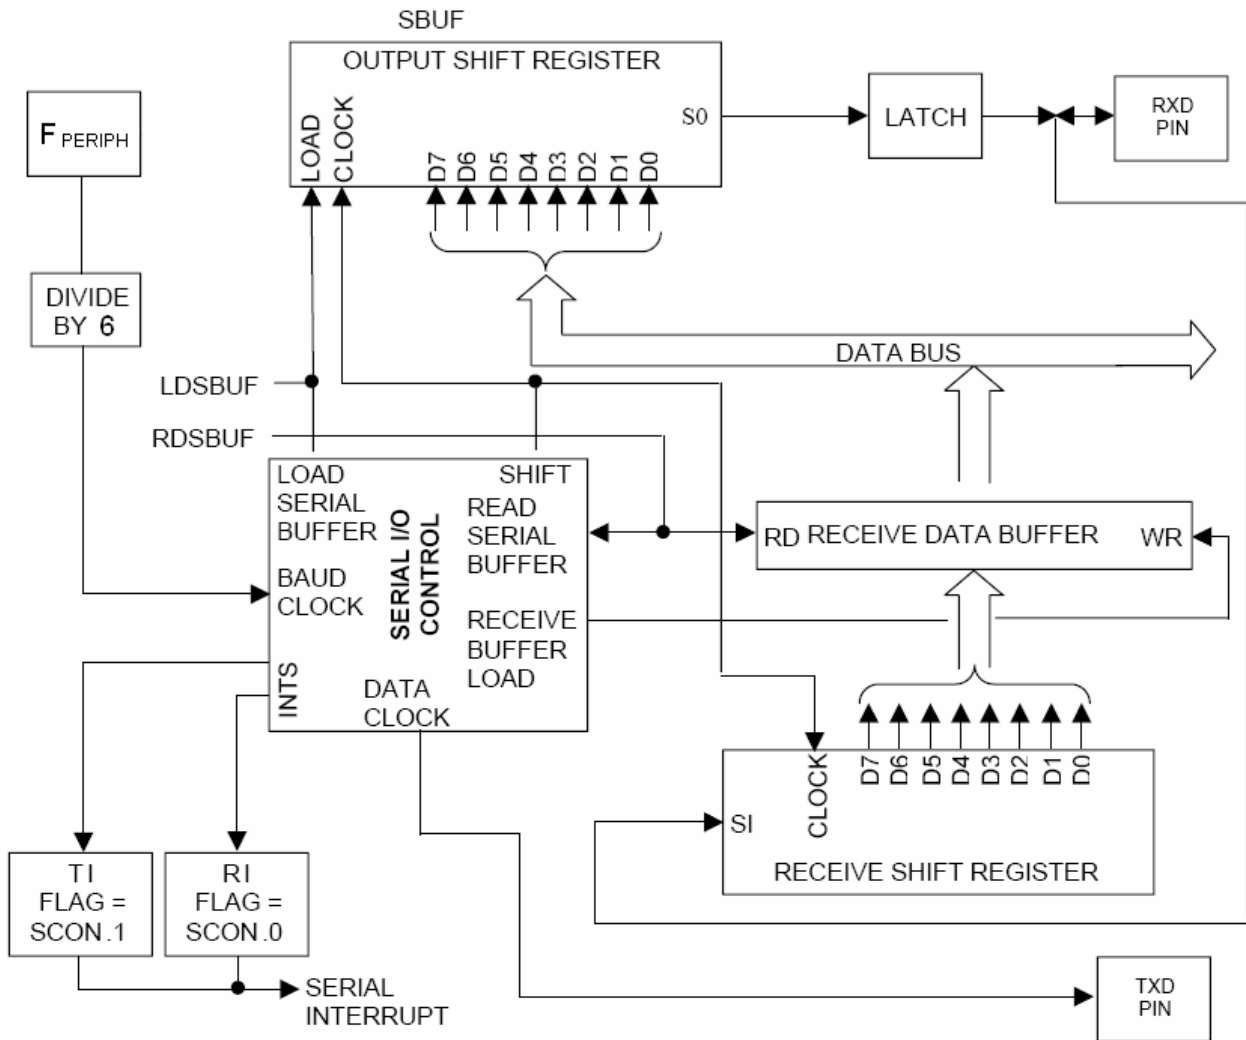 SBUF
OUTPUT SHIFT REGISTER
LOAD
CLOCK
D7
D6
D5
D4
D3
D2
D1
D0
S0
LATCH
RXD
PIN
F PERIPH
DIVIDE
BY 6
DATA BUS
LDSBUF
RDSBUF
LOAD
SERIAL
BUFFER
BAUD
CLOCK
INTS
SERIAL I/O
CONTROL
SHIFT
READ
SERIAL
BUFFER
RECEIVE
BUFFER
LOAD
DATA
CLOCK
RD
RECEIVE DATA BUFFER
WR
CLOCK
D7
D6
D5
D4
D3
D2
D1
D0
SI
RECEIVE SHIFT REGISTER
TI
FLAG =
SCON.1
RI
FLAG =
SCON.0
SERIAL
INTERRUPT
TXD
PIN